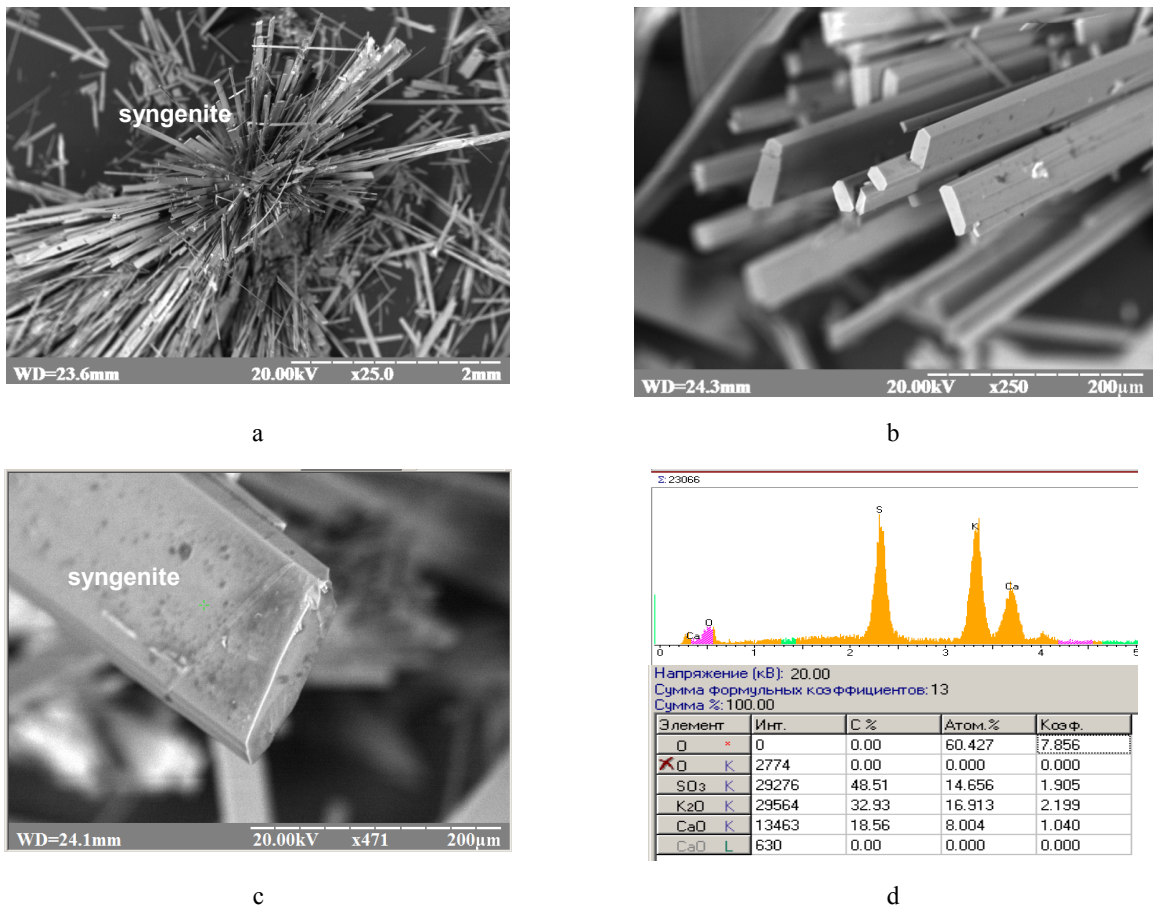 syngenite
WD=23.6mm 20.00kV x25.0 2mm
a
WD=24.3mm 20.00kV x250 200µm
b
syngenite
WD=24.1mm 20.00kV x471 200µm
c
Σ: 23066
S
K
Ca
Ca
O
0 1 2 3 4 5
Напряжение (кВ): 20.00
Сумма формульных коэффициентов: 13
Сумма %: 100.00
Элемент Инт. C % Атом.% Коэф.
O * 0 0.00 60.427 7.856
O K 2774 0.00 0.000 0.000
SO3 K 29276 48.51 14.656 1.905
K2O K 29564 32.93 16.913 2.199
CaO K 13463 18.56 8.004 1.040
CaO L 630 0.00 0.000 0.000
d